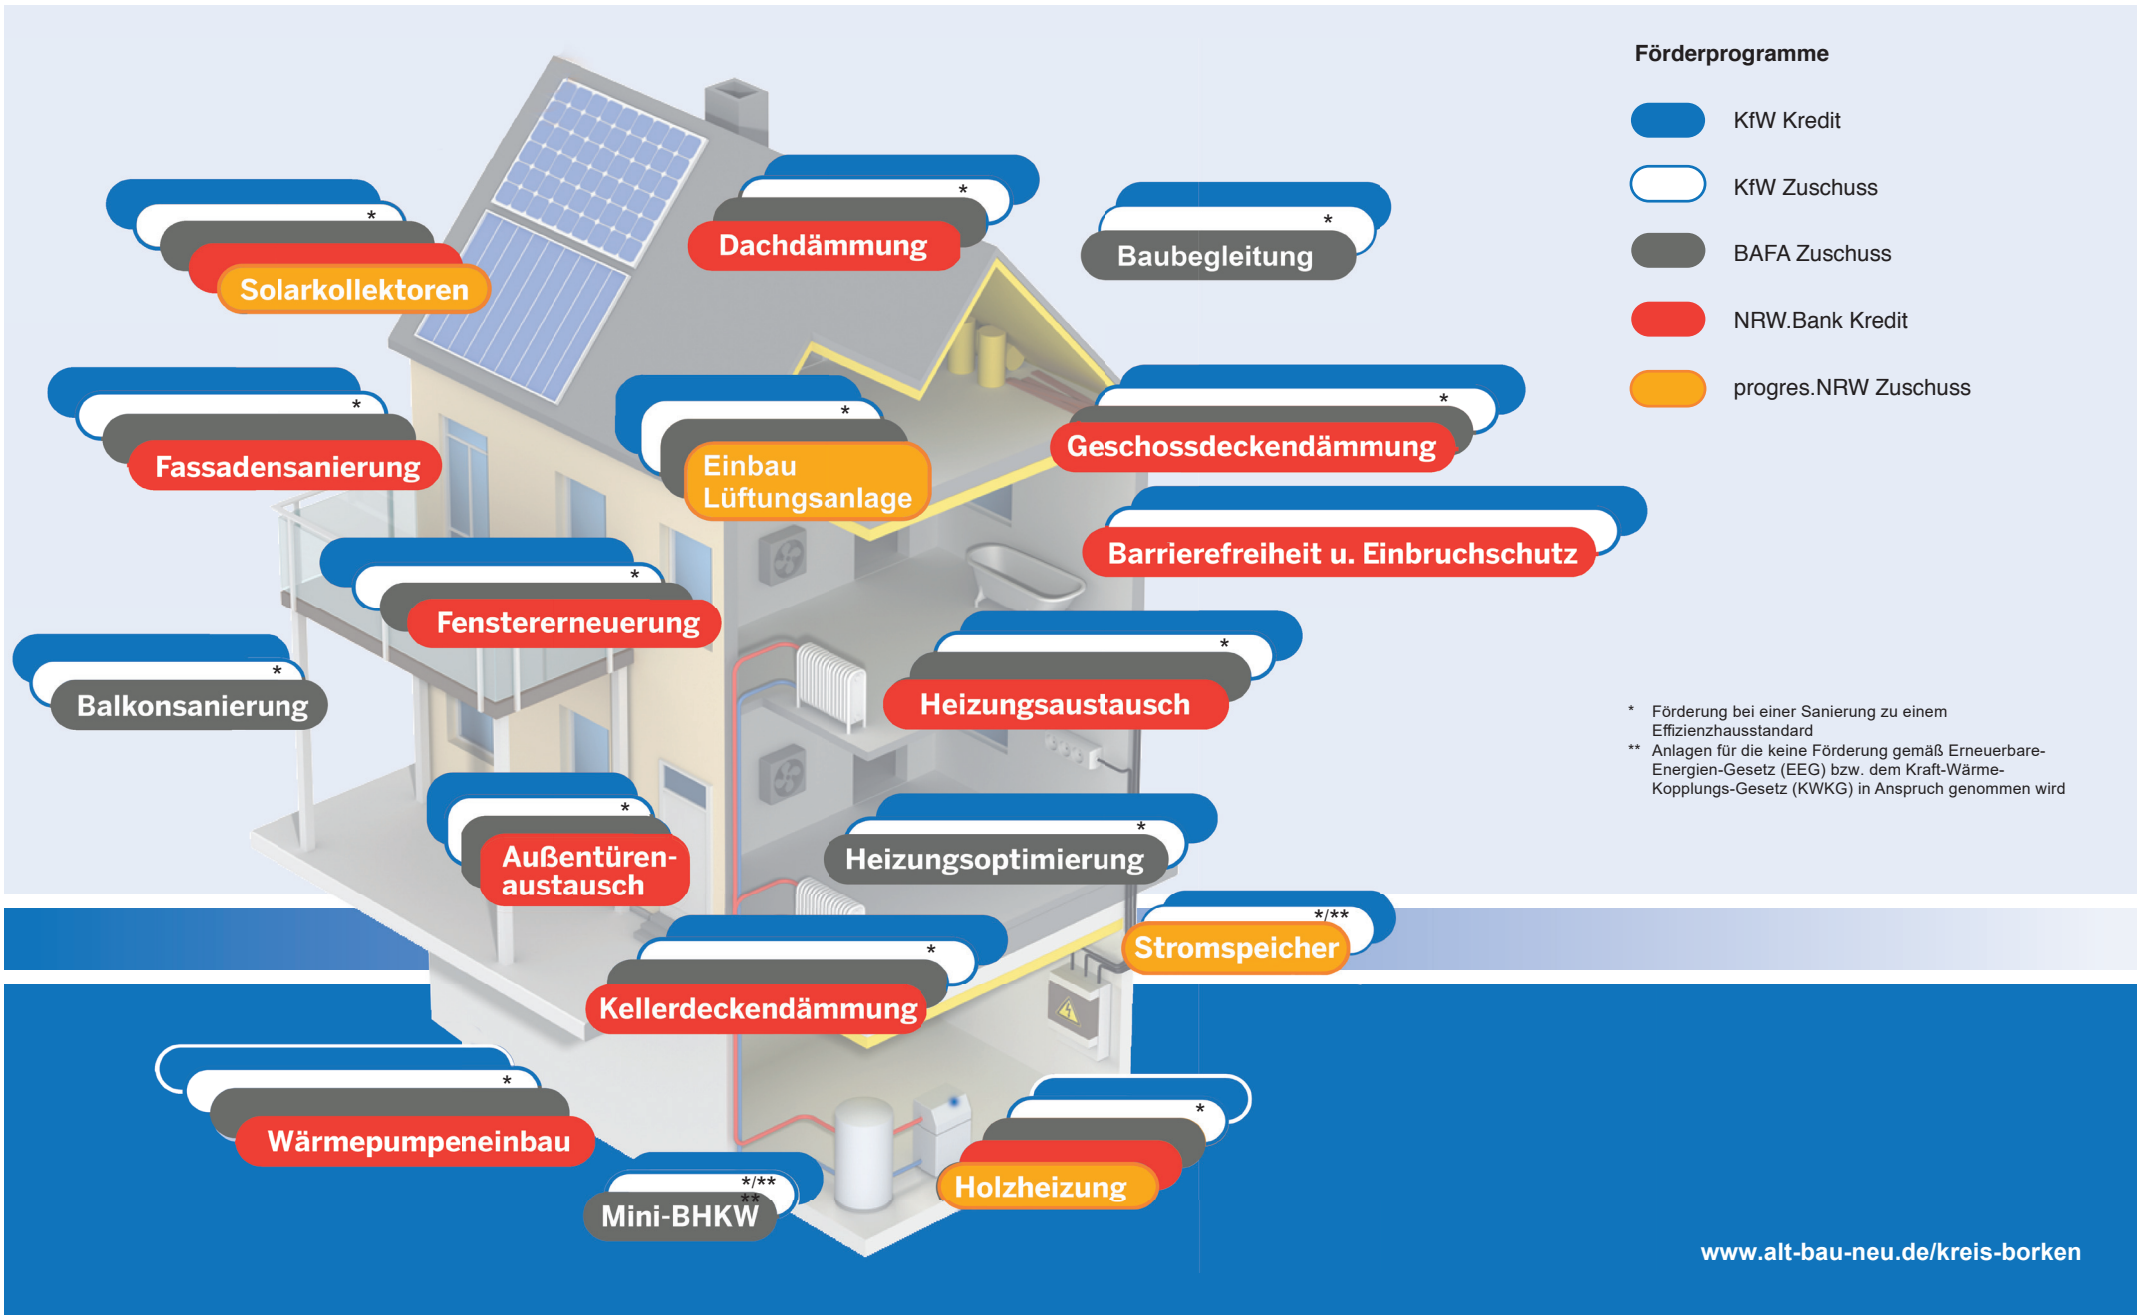 Förderprogramme
KfW Kredit
KfW Zuschuss
BAFA Zuschuss
NRW.Bank Kredit
progres.NRW Zuschuss
*
Dachdämmung
*
Baubegleitung
*
Solarkollektoren
*
Fassadensanierung
*
Einbau
Lüftungsanlage
*
Geschossdeckendämmung
Barrierefreiheit u. Einbruchschutz
*
Fenstererneuerung
*
Balkonsanierung
*
Heizungsaustausch
* Förderung bei einer Sanierung zu einem
Effizienzhausstandard
** Anlagen für die keine Förderung gemäß Erneuerbare-
Energien-Gesetz (EEG) bzw. dem Kraft-Wärme-
Kopplungs-Gesetz (KWKG) in Anspruch genommen wird
*
Außentüren-
austausch
*
Heizungsoptimierung
*/**
Stromspeicher
*
Kellerdeckendämmung
*
Wärmepumpeneinbau
*/**
**
Mini-BHKW
*
Holzheizung
www.alt-bau-neu.de/kreis-borken